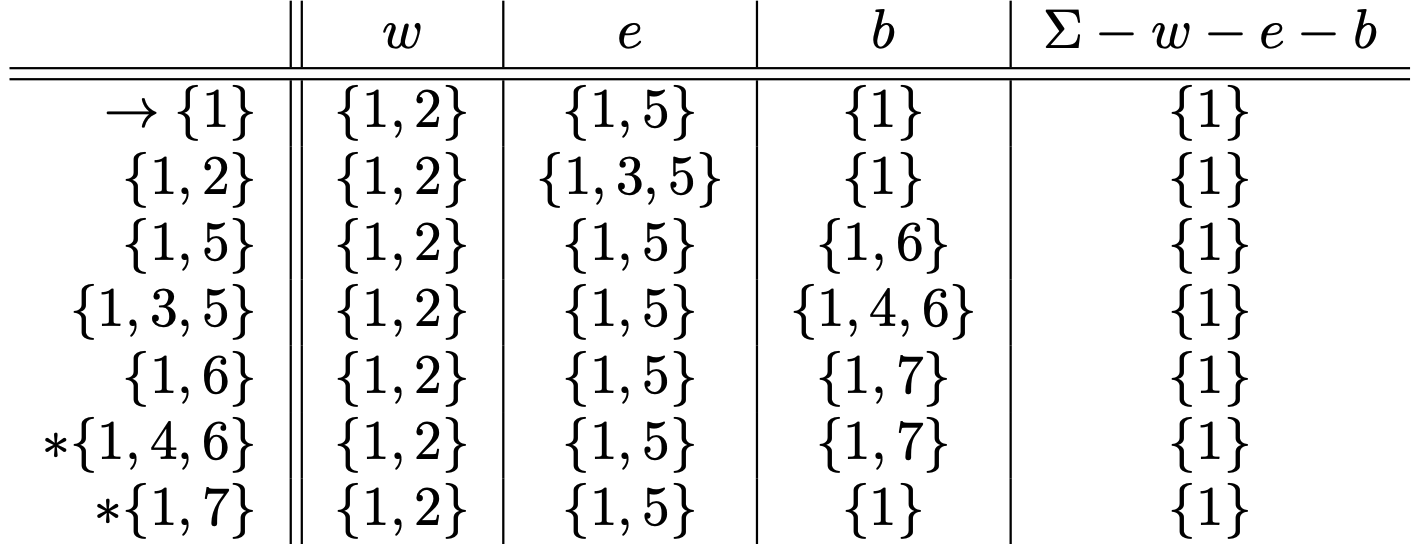 w e b Σ − w − e − b
→ {1} {1, 2} {1, 5} {1} {1}
{1, 2} {1, 2} {1, 3, 5} {1} {1}
{1, 5} {1, 2} {1, 5} {1, 6} {1}
{1, 3, 5} {1, 2} {1, 5} {1, 4, 6} {1}
{1, 6} {1, 2} {1, 5} {1, 7} {1}
*{1, 4, 6} {1, 2} {1, 5} {1, 7} {1}
*{1, 7} {1, 2} {1, 5} {1} {1}